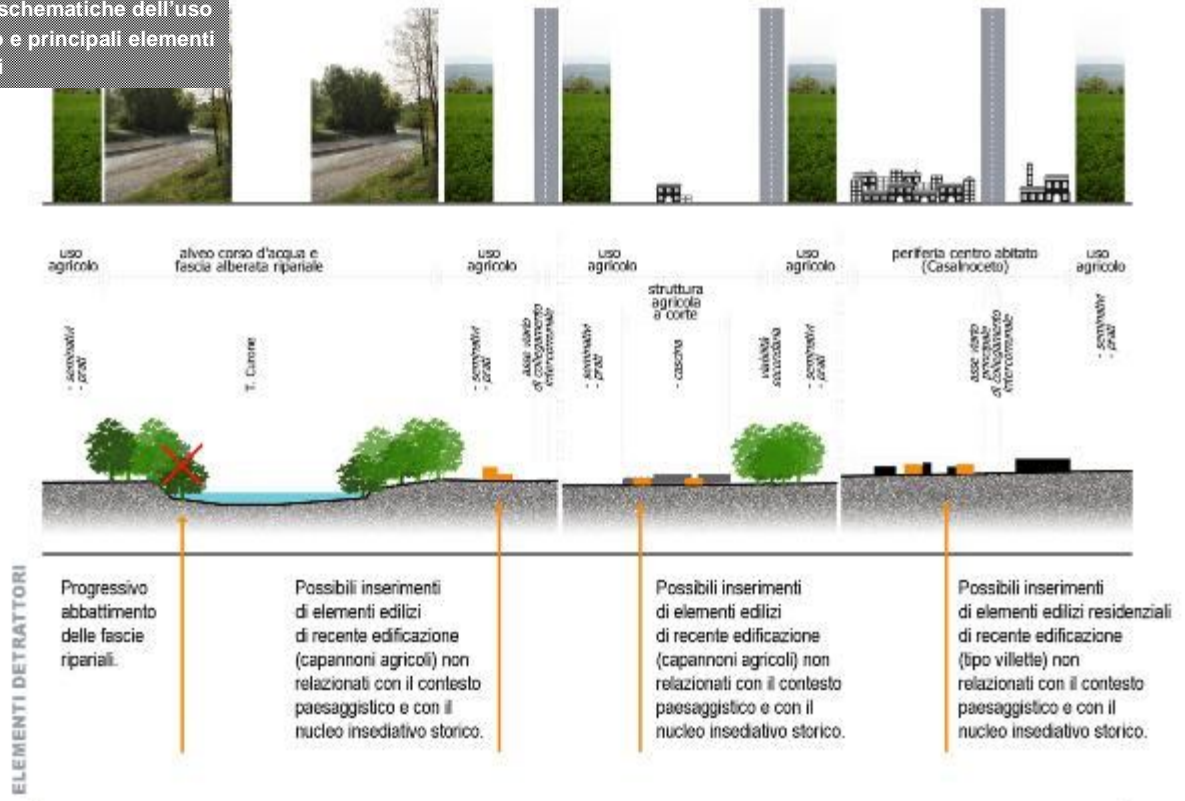 schematiche dell'uso
e principali elementi
uso
agricolo
alveo corso d'acqua e
fascia alberata ripariale
uso
agricolo
uso
agricolo
struttura
agricola
a corte
uso
agricolo
periferia centro abitato
(Casalnoceto)
uso
agricolo
- seminativi
- prati
T. Curone
- seminativi
- prati
asse viario
di collegamento
intercomunale
- seminativi
- prati
- cascina
viabilità
secondaria
- seminativi
- prati
asse viario
principale
di collegamento
intercomunale
- seminativi
- prati
ELEMENTI DETRATTORI
Progressivo
abbattimento
delle fascie
ripariali.
Possibili inserimenti
di elementi edilizi
di recente edificazione
(capannoni agricoli) non
relazionati con il contesto
paesaggistico e con il
nucleo insediativo storico.
Possibili inserimenti
di elementi edilizi
di recente edificazione
(capannoni agricoli) non
relazionati con il contesto
paesaggistico e con il
nucleo insediativo storico.
Possibili inserimenti
di elementi edilizi residenziali
di recente edificazione
(tipo villette) non
relazionati con il contesto
paesaggistico e con il
nucleo insediativo storico.